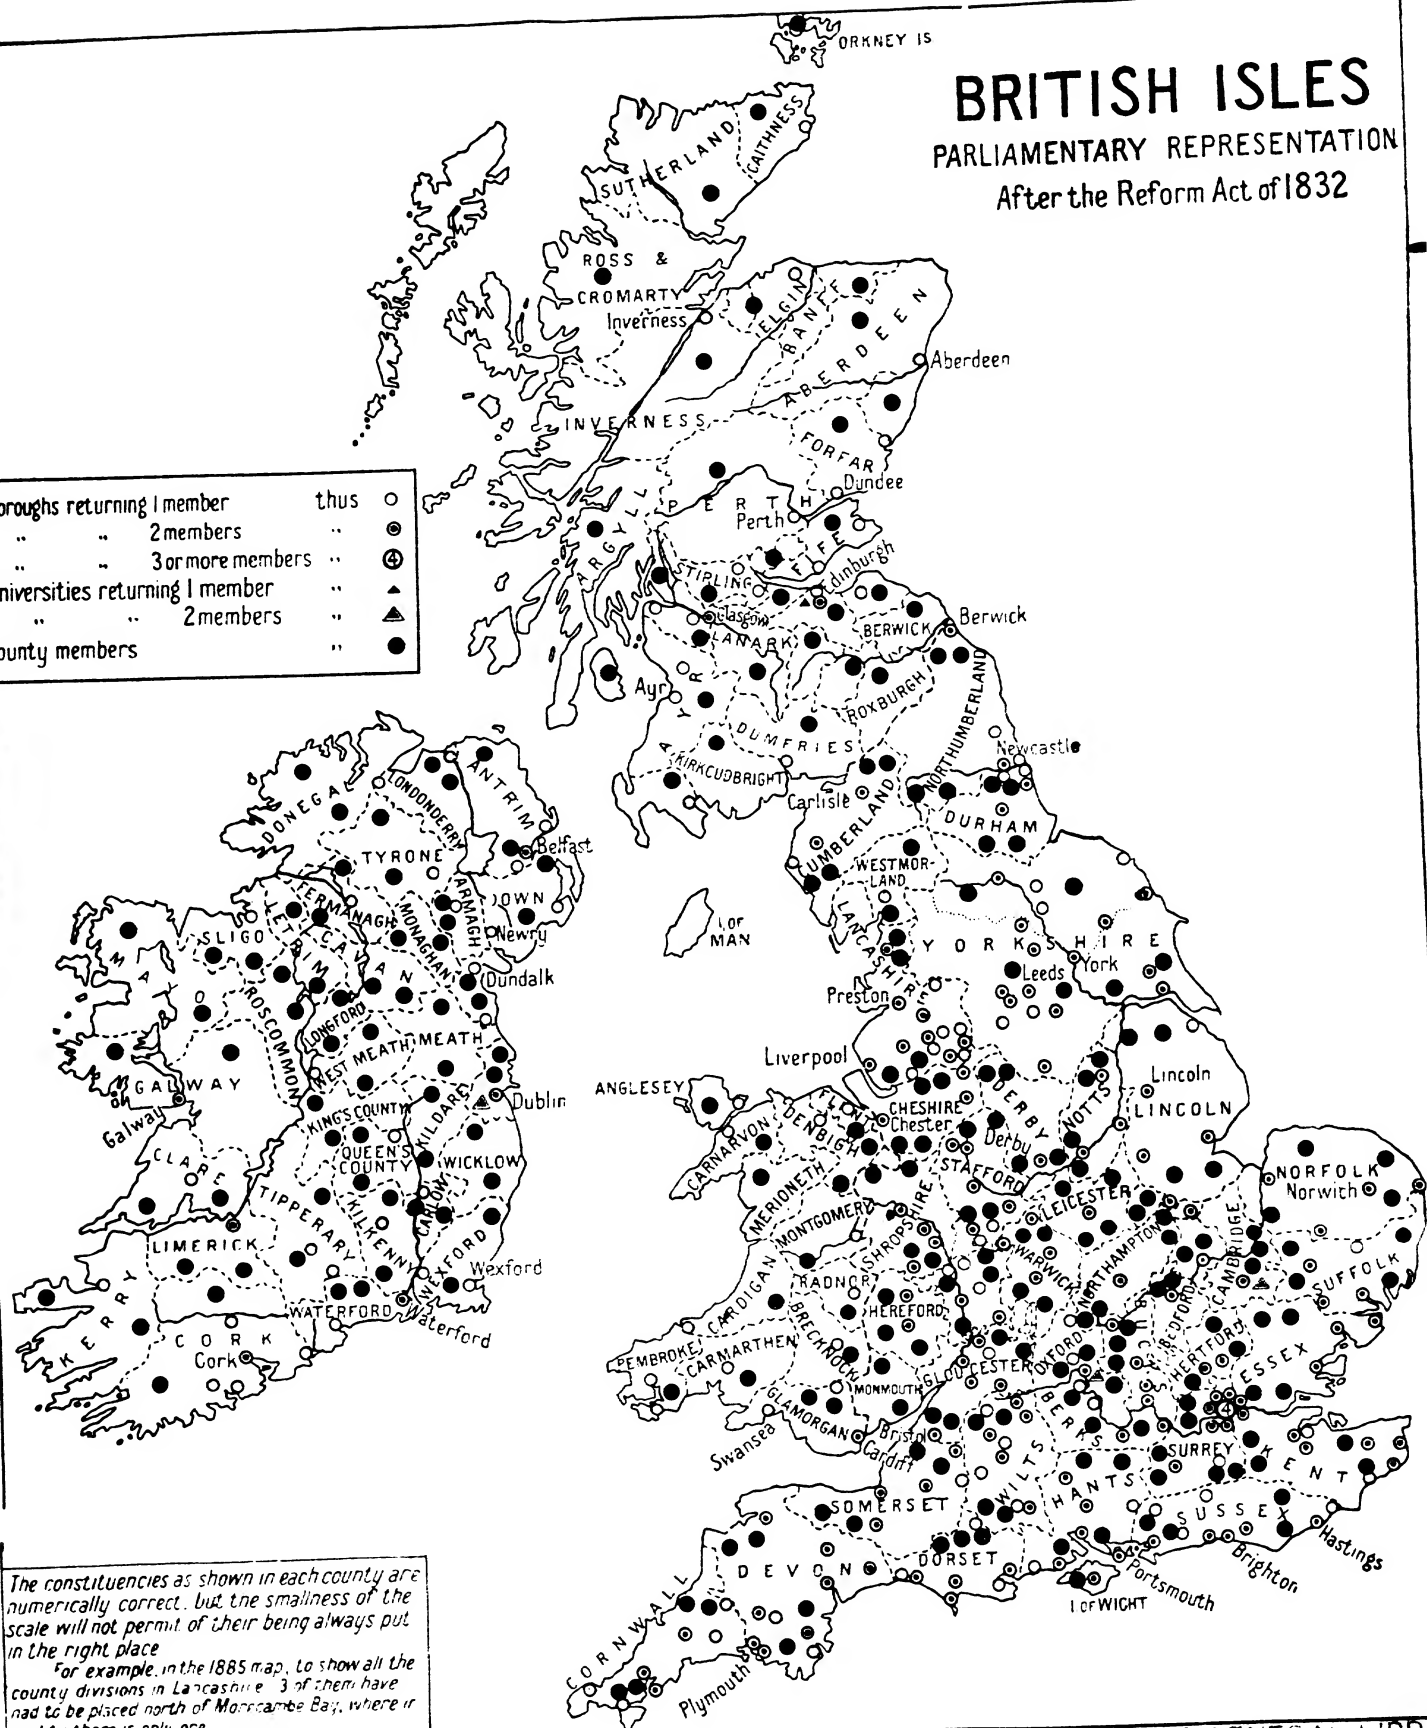 ORKNEY IS
BRITISH ISLES
PARLIAMENTARY REPRESENTATION
After the Reform Act of 1832
SUTHERLAND
CAITHNESS
ROSS &
CROMARTY
Inverness
ELGIN
BANFF
ABERDEEN
Aberdeen
INVERNESS
FORFAR
Dundee
PERTH
Perth
ARGYLL
FIFE
STIRLING
Edinburgh
Glasgow
LANARK
BERWICK
Berwick
Ayr
AYR
ROXBURGH
DUMFRIES
KIRKCUDBRIGHT
NORTHUMBERLAND
Newcastle
oroughs returning 1 member thus
" " 2 members "
" " 3 or more members " 4
niversities returning 1 member "
" " 2 members "
ounty members "
Carlisle
CUMBERLAND
DURHAM
WESTMOR-
LAND
LANCASHIRE
YORKSHIRE
Leeds
York
Preston
Liverpool
I. OF
MAN
DONEGAL
LONDONDERRY
ANTRIM
TYRONE
Belfast
FERMANAGH
ARMAGH
DOWN
MONAGHAN
Newry
SLIGO
LEITRIM
CAVAN
Dundalk
MAYO
ROSCOMMON
LONGFORD
WEST MEATH
MEATH
GALWAY
Galway
KING'S COUNTY
KILDARE
Dublin
QUEEN'S
COUNTY
WICKLOW
CLARE
TIPPERARY
CARLOW
KILKENNY
LIMERICK
WEXFORD
Wexford
KERRY
WATERFORD
Waterford
CORK
Cork
ANGLESEY
FLINT
CHESHIRE
Chester
DERBY
Derby
NOTTS
Lincoln
LINCOLN
CARNARVON
DENBIGH
MERIONETH
STAFFORD
NORFOLK
Norwich
MONTGOMERY
SHROPSHIRE
LEICESTER
CARDIGAN
RADNOR
WARWICK
NORTHAMPTON
CAMBRIDGE
SUFFOLK
HEREFORD
BRECKNOCK
BEDFORD
BUCKS
HERTFORD
ESSEX
PEMBROKE
CARMARTHEN
GLOUCESTER
OXFORD
MONMOUTH
GLAMORGAN
Swansea
Cardiff
Bristol
BERKS
4
SURREY
KENT
WILTS
HANTS
SOMERSET
SUSSEX
DEVON
DORSET
Hastings
Brighton
Portsmouth
I. OF WIGHT
CORNWALL
Plymouth
The constituencies as shown in each county are
numerically correct. but the smallness of the
scale will not permit of their being always put
in the right place
For example, in the 1885 map, to show all the
county divisions in Lancashire 3 of them have
had to be placed north of Morecambe Bay, where in